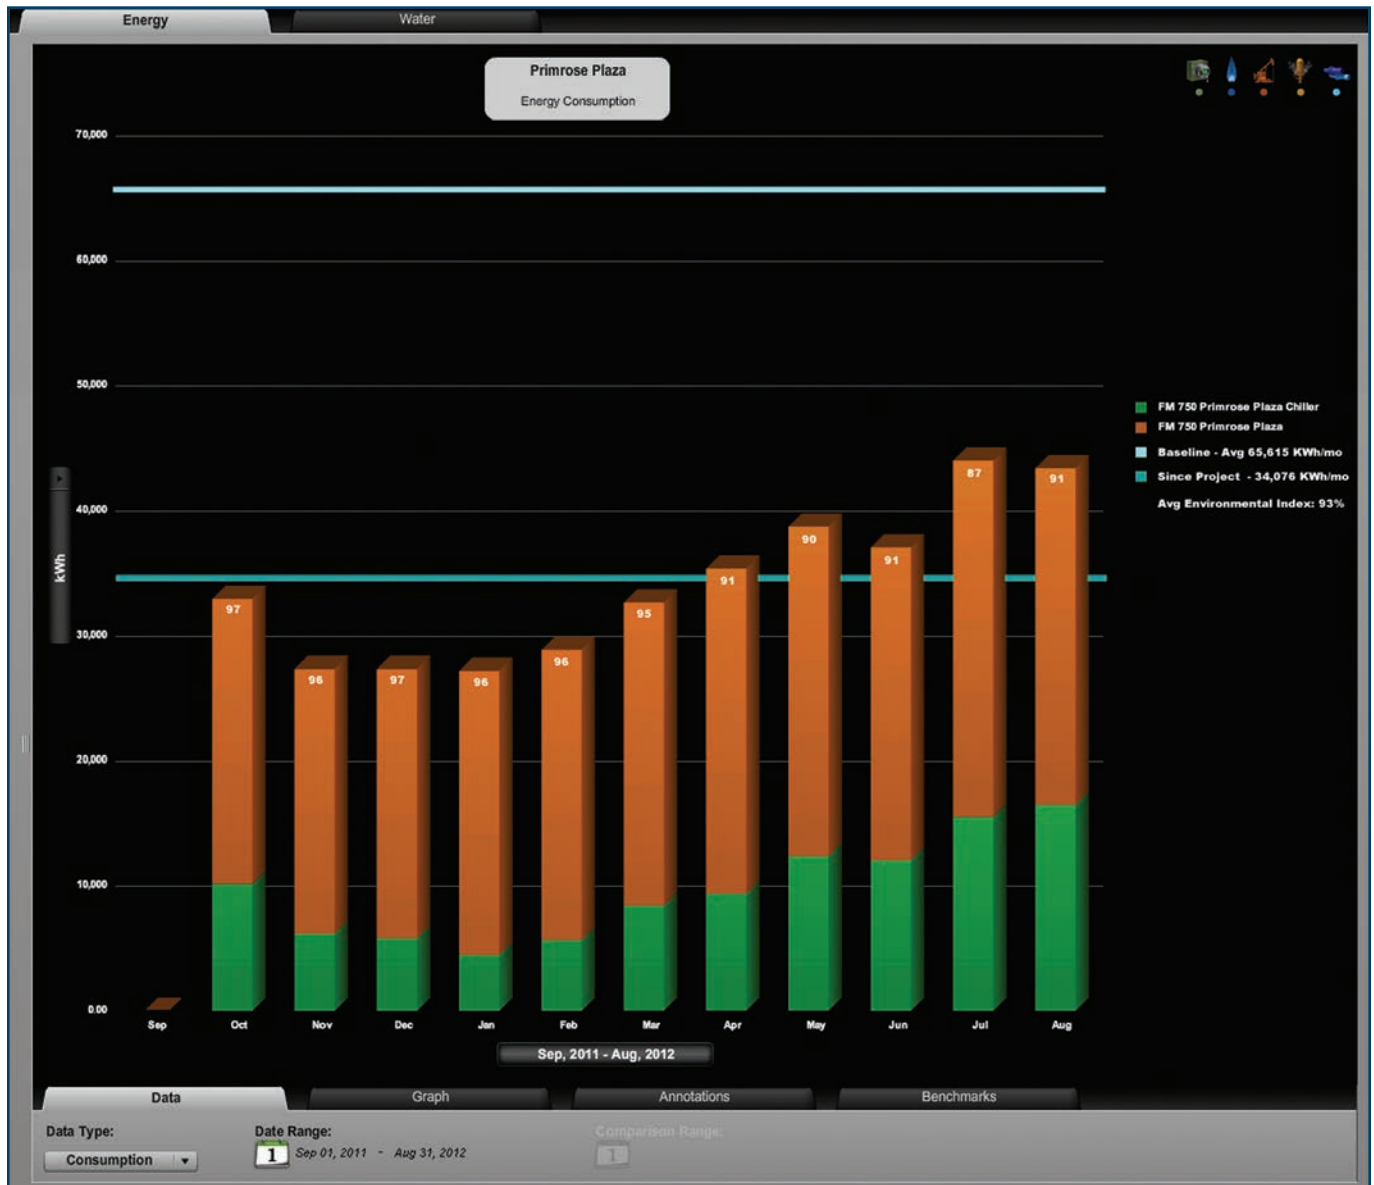 Energy
Water
Primrose Plaza
Energy Consumption
70,000
60,000
50,000
40,000
30,000
20,000
10,000
0.00
kWh
97
96
97
96
96
95
91
90
91
87
91
FM 750 Primrose Plaza Chiller
FM 750 Primrose Plaza
Baseline - Avg 65,615 KWh/mo
Since Project - 34,076 KWh/mo
Avg Environmental Index: 93%
Sep Oct Nov Dec Jan Feb Mar Apr May Jun Jul Aug
Sep, 2011 - Aug, 2012
Data
Graph
Annotations
Benchmarks
Data Type:
Date Range:
Comparison Range:
Consumption
1
Sep 01, 2011 - Aug 31, 2012
1